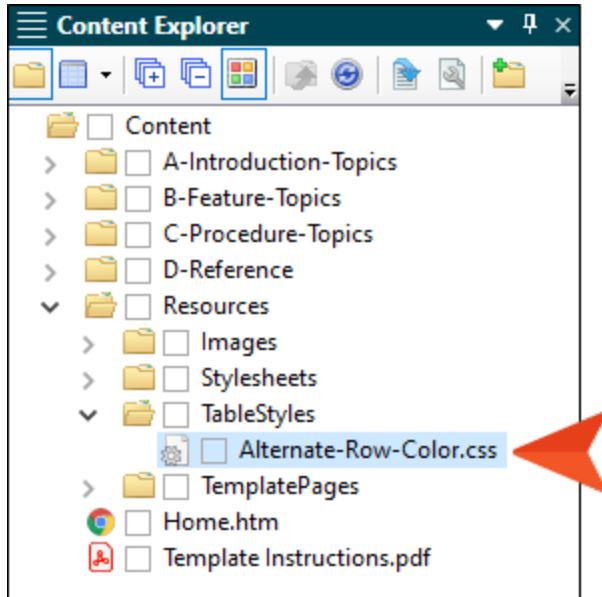 Content Explorer
Content
A-Introduction-Topics
B-Feature-Topics
C-Procedure-Topics
D-Reference
Resources
Images
Stylesheets
TableStyles
Alternate-Row-Color.css
TemplatePages
Home.htm
Template Instructions.pdf